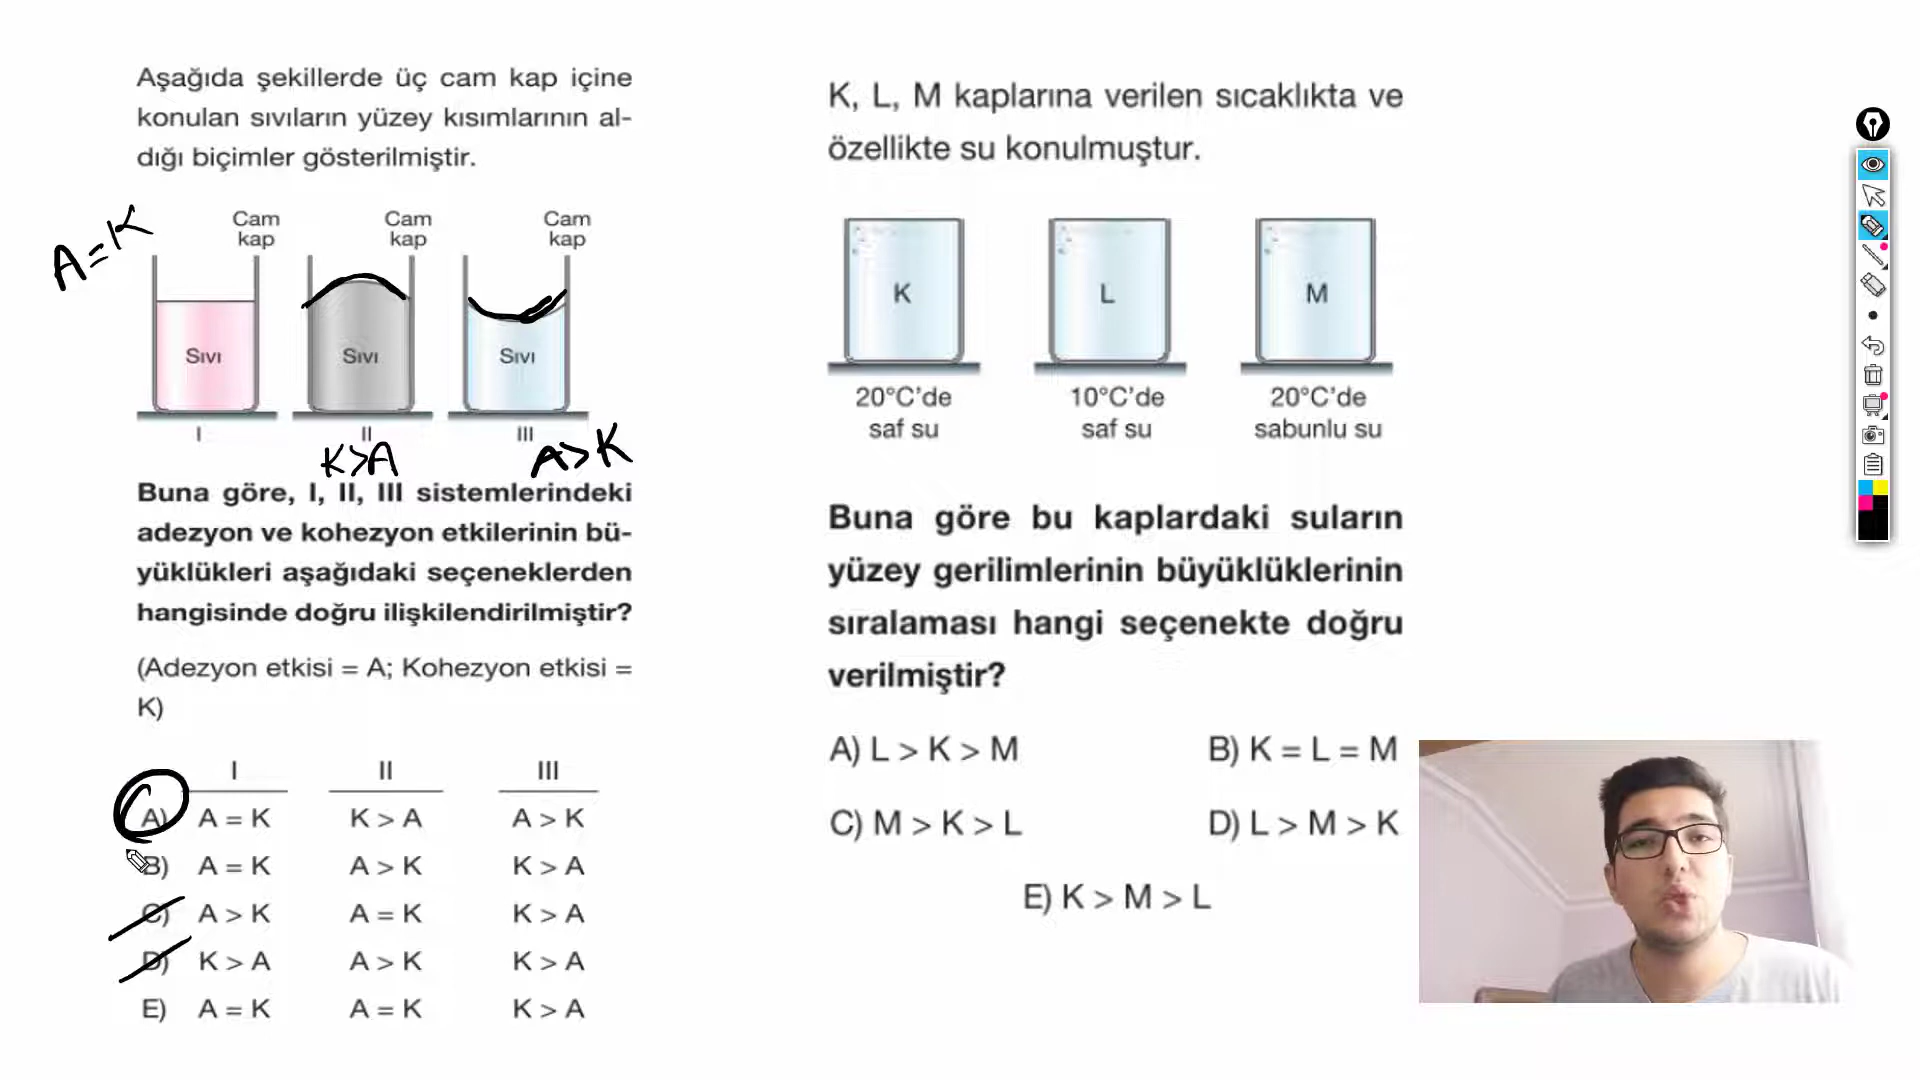 Aşağıda şekillerde üç cam kap içine
konulan sıvıların yüzey kısımlarının al-
dığı biçimler gösterilmiştir.
A=K
Cam kap
Cam kap
Cam kap
Sıvı
Sıvı
Sıvı
I
II
III
K>A
A>K
Buna göre, I, II, III sistemlerindeki
adezyon ve kohezyon etkilerinin bü-
yüklükleri aşağıdaki seçeneklerden
hangisinde doğru ilişkilendirilmiştir?
(Adezyon etkisi = A; Kohezyon etkisi =
K)
I II III
A) A = K K > A A > K
B) A = K A > K K > A
C) A > K A = K K > A
D) K > A A > K K > A
E) A = K A = K K > A
K, L, M kaplarına verilen sıcaklıkta ve
özellikte su konulmuştur.
K
L
M
20°C'de
saf su
10°C'de
saf su
20°C'de
sabunlu su
Buna göre bu kaplardaki suların
yüzey gerilimlerinin büyüklüklerinin
sıralaması hangi seçenekte doğru
verilmiştir?
A) L > K > M B) K = L = M
C) M > K > L D) L > M > K
E) K > M > L